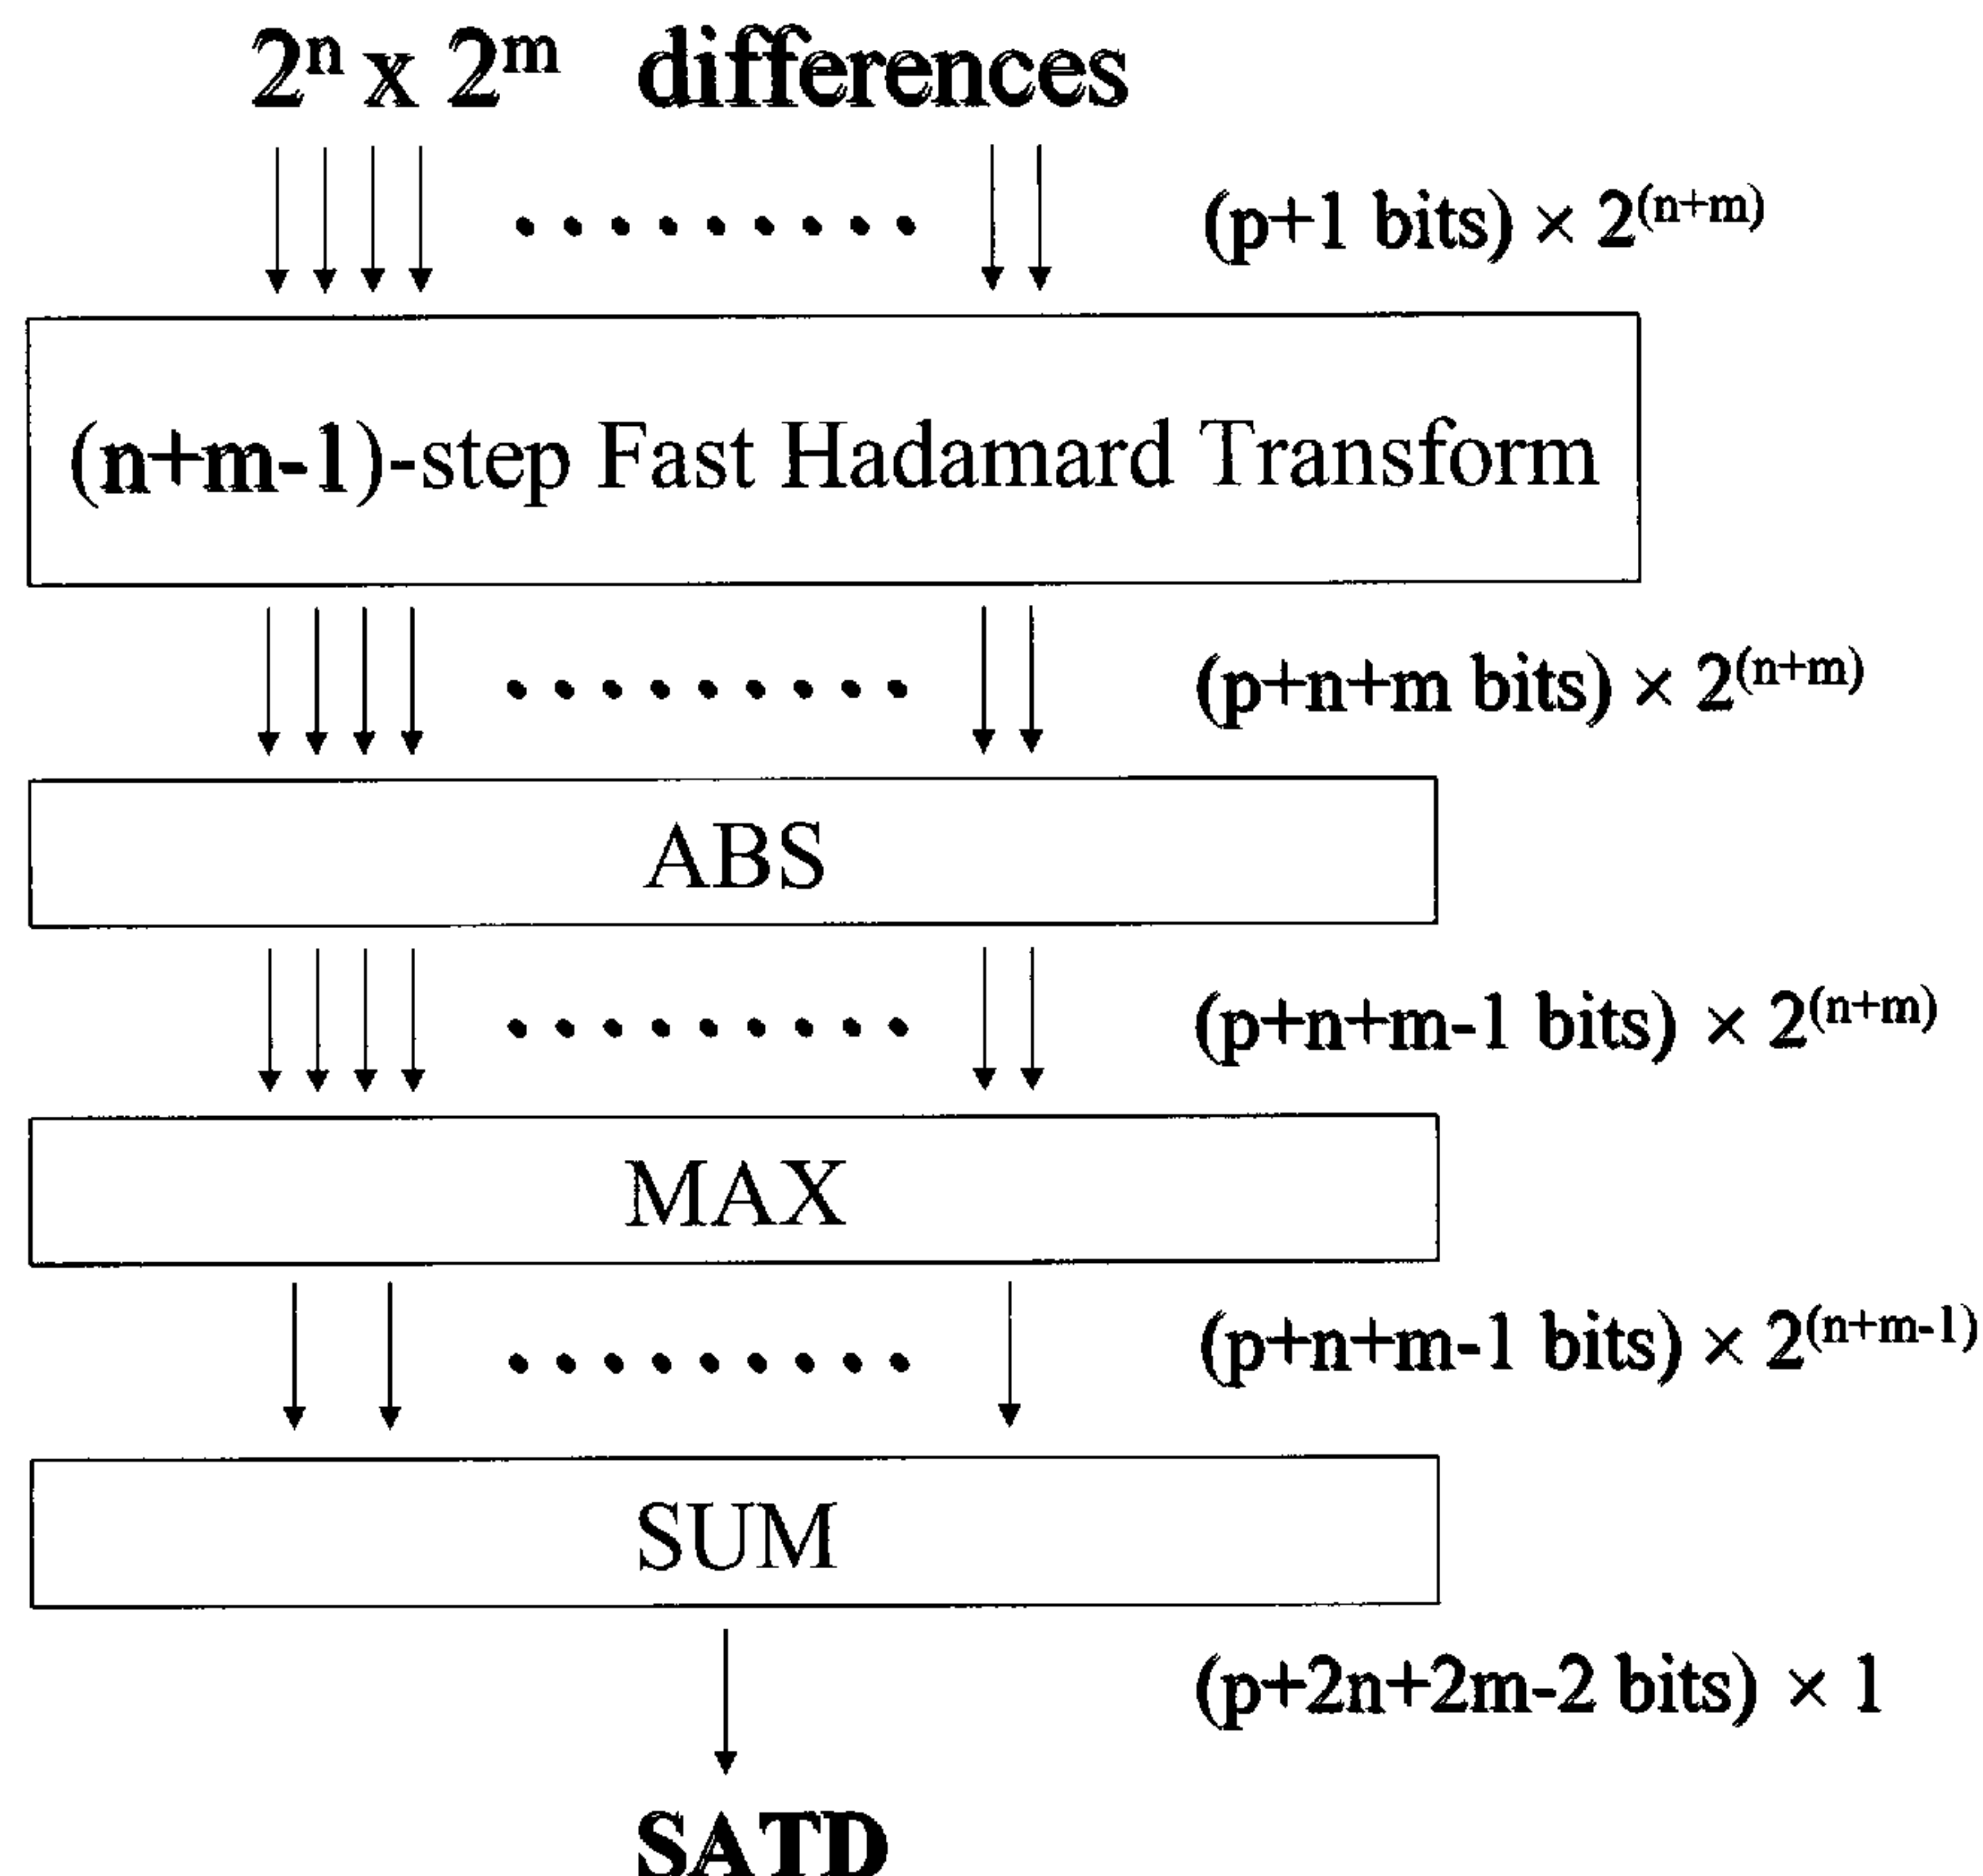 2ⁿ x 2ᵐ differences
(p+1 bits) × 2⁽ⁿ⁺ᵐ⁾
(n+m-1)-step Fast Hadamard Transform
(p+n+m bits) × 2⁽ⁿ⁺ᵐ⁾
ABS
(p+n+m-1 bits) × 2⁽ⁿ⁺ᵐ⁾
MAX
(p+n+m-1 bits) × 2⁽ⁿ⁺ᵐ⁻¹⁾
SUM
(p+2n+2m-2 bits) × 1
SATD